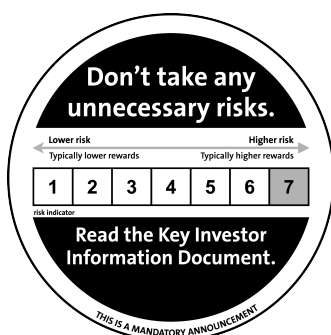 Don't take any
unnecessary risks.
Lower risk Higher risk
Typically lower rewards Typically higher rewards
1 2 3 4 5 6 7
risk indicator
Read the Key Investor
Information Document.
THIS IS A MANDATORY ANNOUNCEMENT